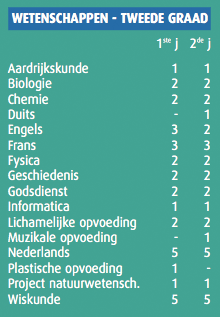 WETENSCHAPPEN - TWEEDE GRAAD
1ste j 2de j
Aardrijkskunde 1 1
Biologie 2 2
Chemie 2 2
Duits - 1
Engels 3 2
Frans 3 3
Fysica 2 2
Geschiedenis 2 2
Godsdienst 2 2
Informatica 1 1
Lichamelijke opvoeding 2 2
Muzikale opvoeding - 1
Nederlands 5 5
Plastische opvoeding 1 -
Project natuurwetensch. 1 1
Wiskunde 5 5